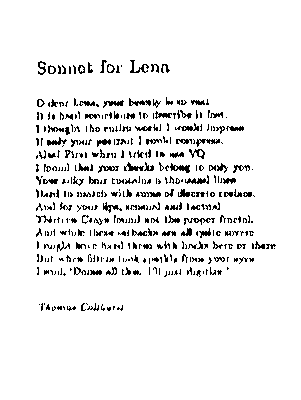 Sonnet for Lena
O dear Lena, your beauty is so vast
It is hard sometimes to describe it fast.
I thought the entire world I would impress
If only your portrait I could compress.
Alas! First when I tried to use VQ
I found that your cheeks belong to only you.
Your silky hair contains a thousand lines
Hard to match with sums of discrete cosines.
And for your lips, sensual and tactual
Thirteen Crays found not the proper fractal.
And while these setbacks are all quite severe
I might have fixed them with hacks here or there
But when filters took sparkle from your eyes
I said, 'Damn all this. I'll just digitize.'
Thomas Colthurst